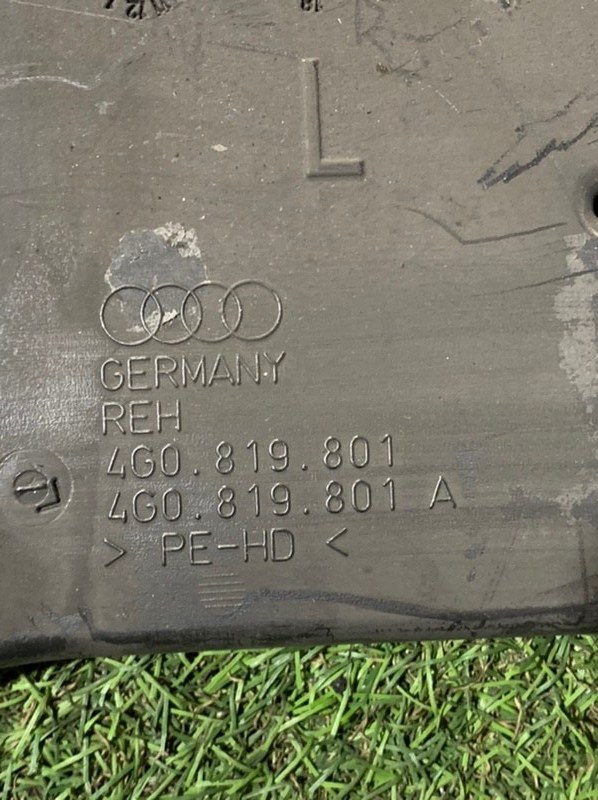 L
GERMANY
REH
4G0.819.801
4G0.819.801 A
> PE-HD <